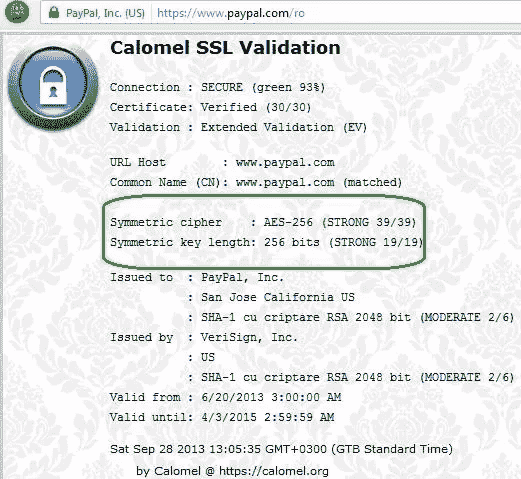 PayPal, Inc. (US) https://www.paypal.com/ro
Calomel SSL Validation
Connection : SECURE (green 93%)
Certificate: Verified (30/30)
Validation : Extended Validation (EV)
URL Host : www.paypal.com
Common Name (CN): www.paypal.com (matched)
Symmetric cipher : AES-256 (STRONG 39/39)
Symmetric key length: 256 bits (STRONG 19/19)
Issued to : PayPal, Inc.
: San Jose California US
: SHA-1 cu criptare RSA 2048 bit (MODERATE 2/6)
Issued by : VeriSign, Inc.
: US
: SHA-1 cu criptare RSA 2048 bit (MODERATE 2/6)
Valid from : 6/20/2013 3:00:00 AM
Valid until: 4/3/2015 2:59:59 AM
Sat Sep 28 2013 13:05:35 GMT+0300 (GTB Standard Time)
by Calomel @ https://calomel.org